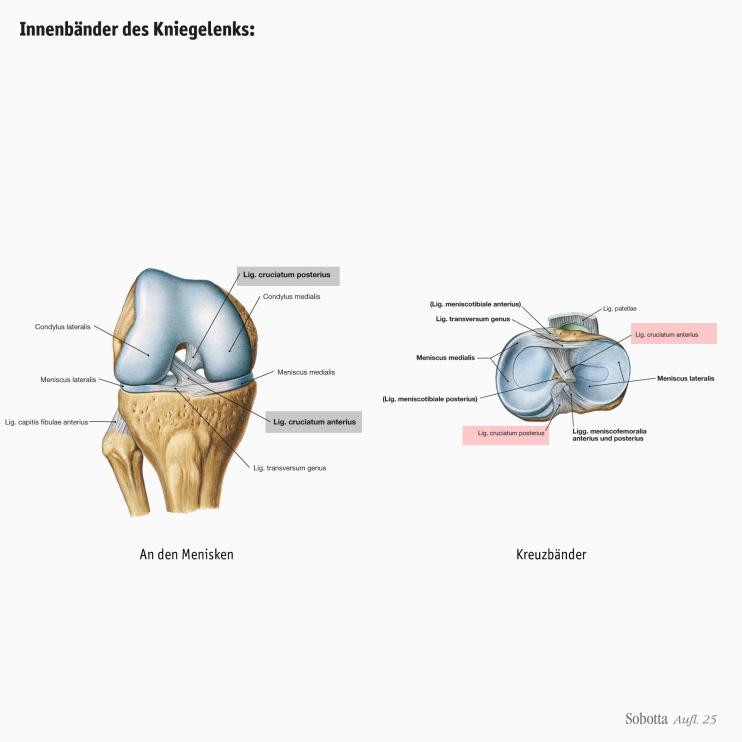 Innenbänder des Kniegelenks:
Lig. cruciatum posterius
Condylus medialis
Condylus lateralis
Meniscus medialis
Meniscus lateralis
Lig. capitis fibulae anterius
Lig. cruciatum anterius
Lig. transversum genus
An den Menisken
(Lig. meniscotibiale anterius)
Lig. patellae
Lig. transversum genus
Lig. cruciatum anterius
Meniscus medialis
Meniscus lateralis
(Lig. meniscotibiale posterius)
Lig. cruciatum posterius
Ligg. meniscofemoralia
anterius und posterius
Kreuzbänder
Sobotta Aufl. 25